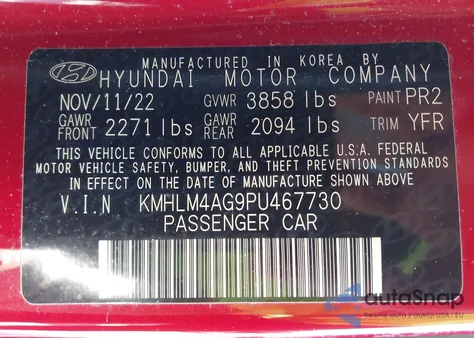 MANUFACTURED IN KOREA BY
HYUNDAI MOTOR COMPANY
NOV/11/22 GVWR 3858 lbs PAINT PR2
GAWR FRONT 2271 lbs GAWR REAR 2094 lbs TRIM YFR
THIS VEHICLE CONFORMS TO ALL APPLICABLE U.S.A. FEDERAL
MOTOR VEHICLE SAFETY, BUMPER, AND THEFT PREVENTION STANDARDS
IN EFFECT ON THE DATE OF MANUFACTURE SHOWN ABOVE
V.I.N KMHLM4AG9PU467730
PASSENGER CAR
autoSnap